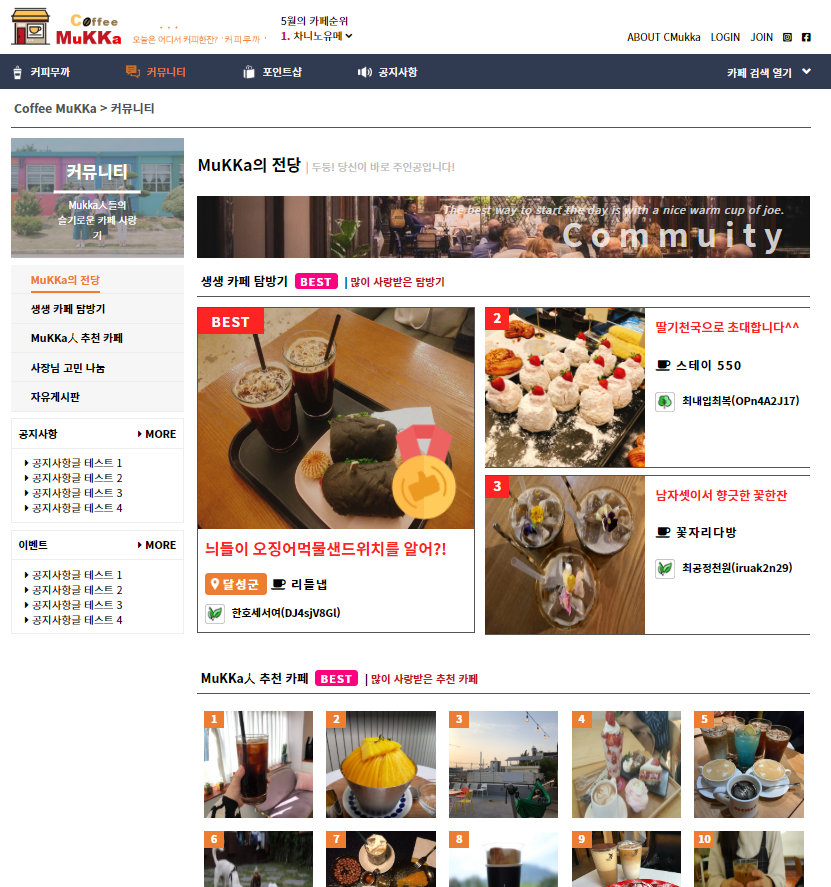 Coffee
MuKKa
오늘은 어디서 커피한잔? '커피무까'
5월의 카페순위
1. 차니노유메
ABOUT CMukka LOGIN JOIN
커피무까 커뮤니티 포인트샵 공지사항 카페 검색 열기
Coffee MuKKa > 커뮤니티
커뮤니티
Mukka人들의
슬기로운 카페 사랑
기
MuKKa의 전당
생생 카페 탐방기
MuKKa人 추천 카페
사장님 고민 나눔
자유게시판
공지사항 MORE
공지사항글 테스트 1
공지사항글 테스트 2
공지사항글 테스트 3
공지사항글 테스트 4
이벤트 MORE
공지사항글 테스트 1
공지사항글 테스트 2
공지사항글 테스트 3
공지사항글 테스트 4
MuKKa의 전당 | 두둥! 당신이 바로 주인공입니다!
The best way to start the day is with a nice warm cup of joe.
Commuity
생생 카페 탐방기 BEST | 많이 사랑받은 탐방기
BEST
늬들이 오징어먹물샌드위치를 알어?!
달성군 리틀냅
한호세서여(DJ4sjV8Gl)
2
딸기천국으로 초대합니다^^
스테이 550
최내입최복(OPn4A2J17)
3
남자셋이서 향긋한 꽃한잔
꽃자리다방
최공정천원(iruak2n29)
MuKKa人 추천 카페 BEST | 많이 사랑받은 추천 카페
1 2 3 4 5
6 7 8 9 10